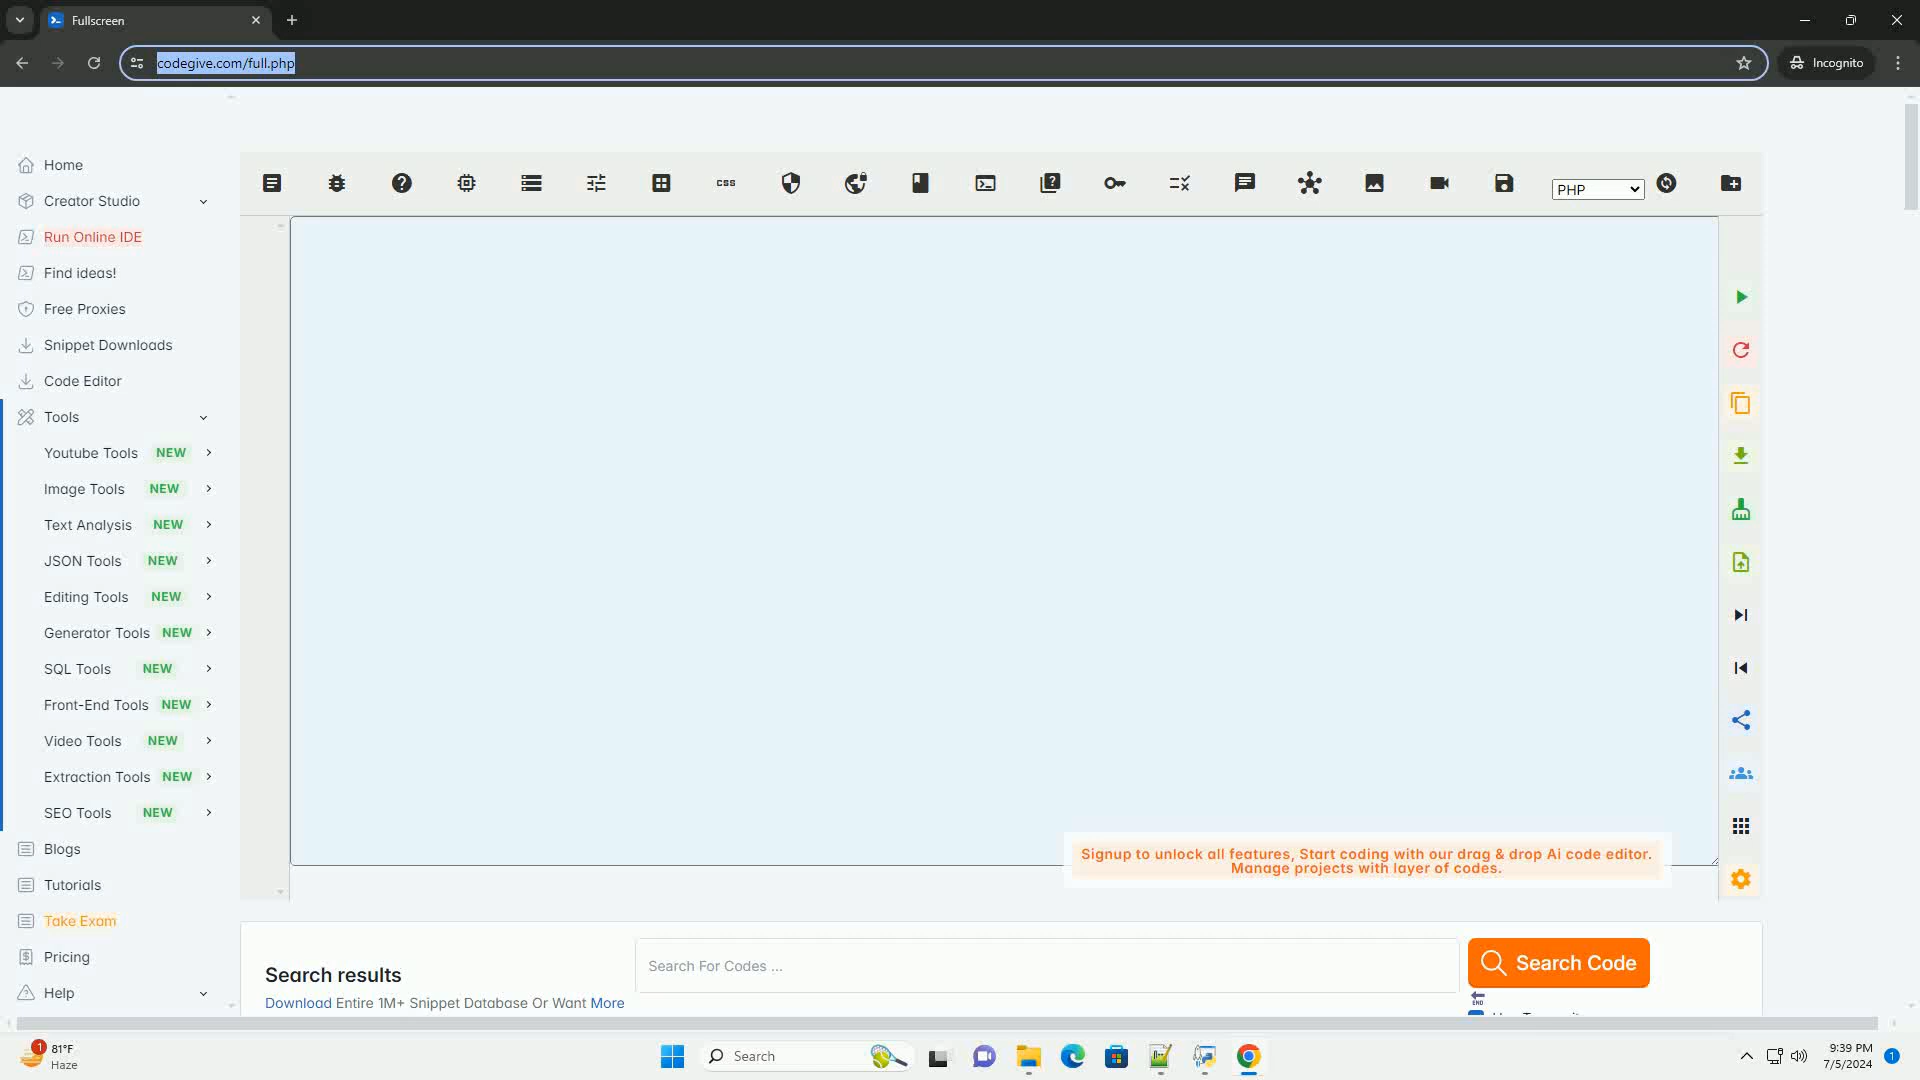 Fullscreen
codegive.com/full.php
Incognito
Home
Creator Studio
Run Online IDE
Find ideas!
Free Proxies
Snippet Downloads
Code Editor
Tools
Youtube Tools NEW
Image Tools NEW
Text Analysis NEW
JSON Tools NEW
Editing Tools NEW
Generator Tools NEW
SQL Tools NEW
Front-End Tools NEW
Video Tools NEW
Extraction Tools NEW
SEO Tools NEW
Blogs
Tutorials
Take Exam
Pricing
Help
css
PHP
Signup to unlock all features, Start coding with our drag & drop Ai code editor.
Manage projects with layer of codes.
Search results
Download Entire 1M+ Snippet Database Or Want More
Search For Codes ...
Search Code
END
1
81°F
Haze
Search
9:39 PM
7/5/2024
1